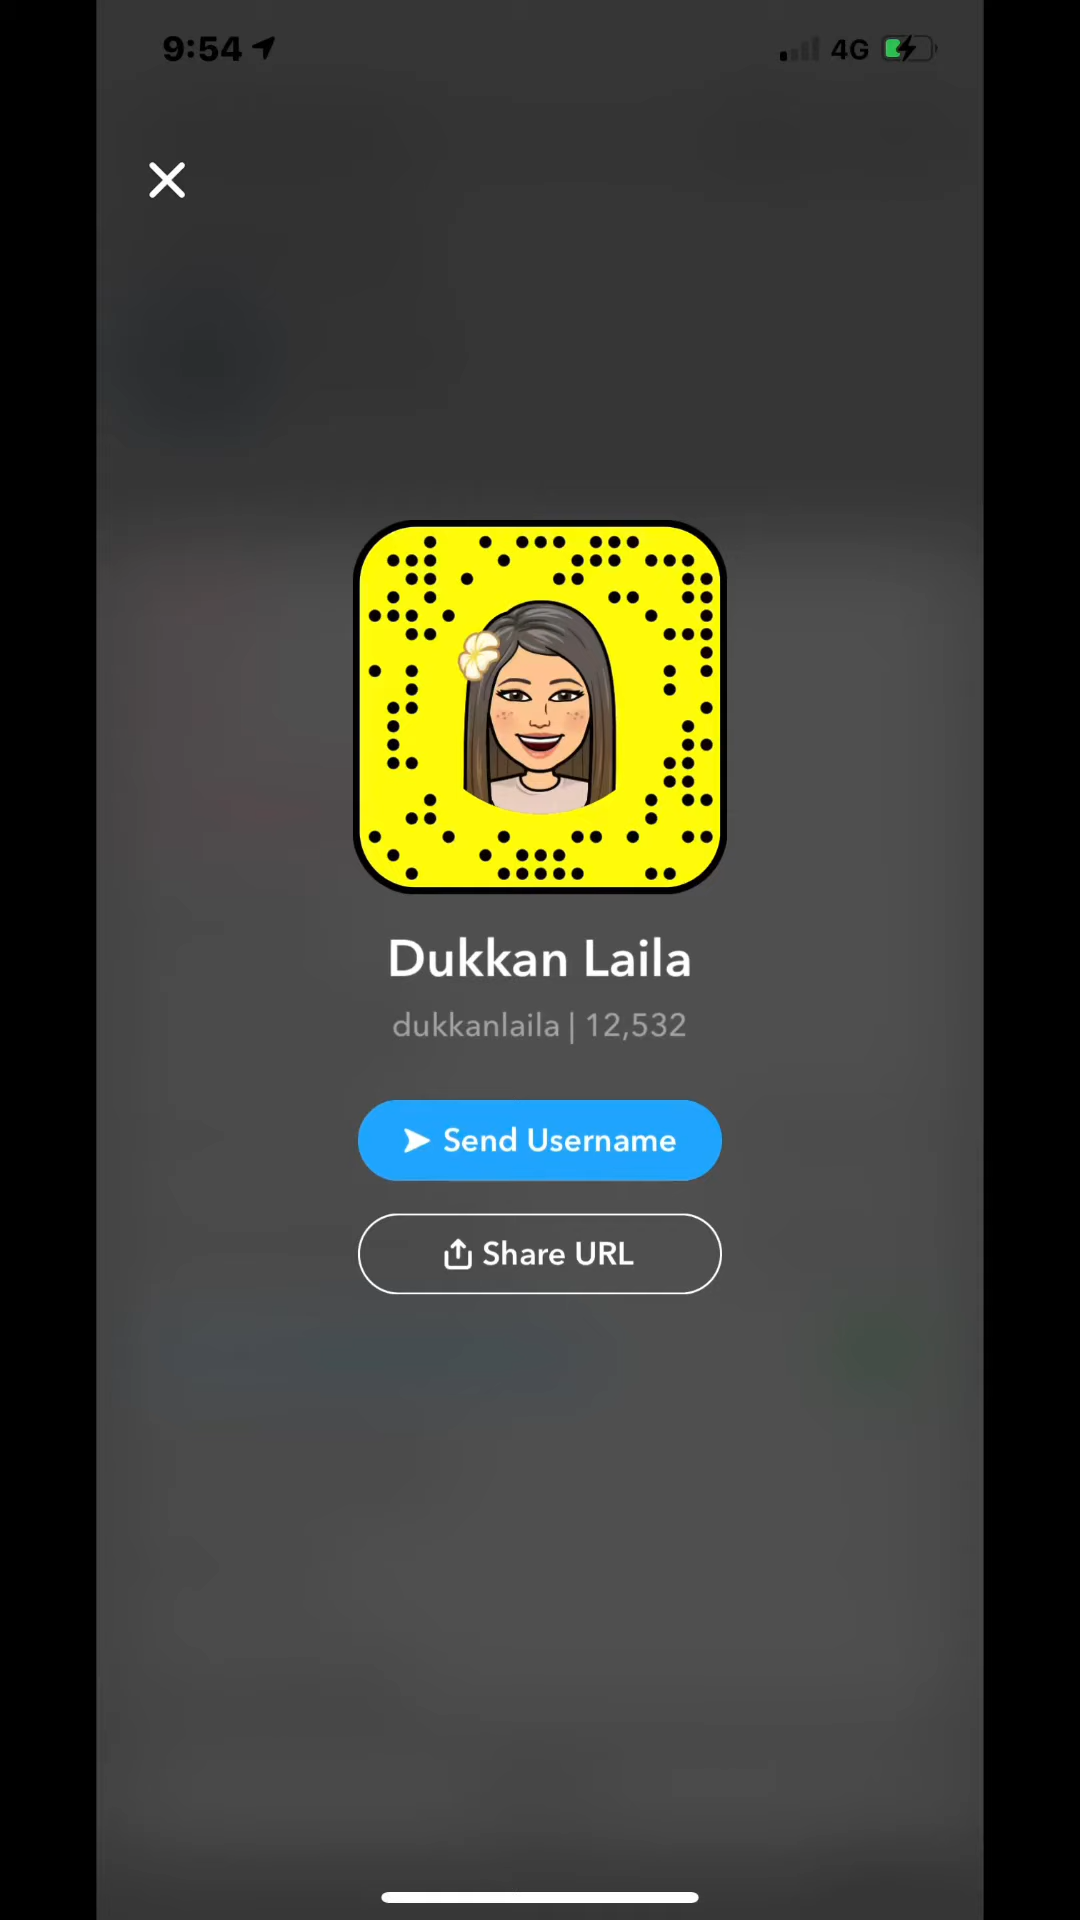 9:54
4G
Dukkan Laila
dukkanlaila | 12,532
Send Username
Share URL